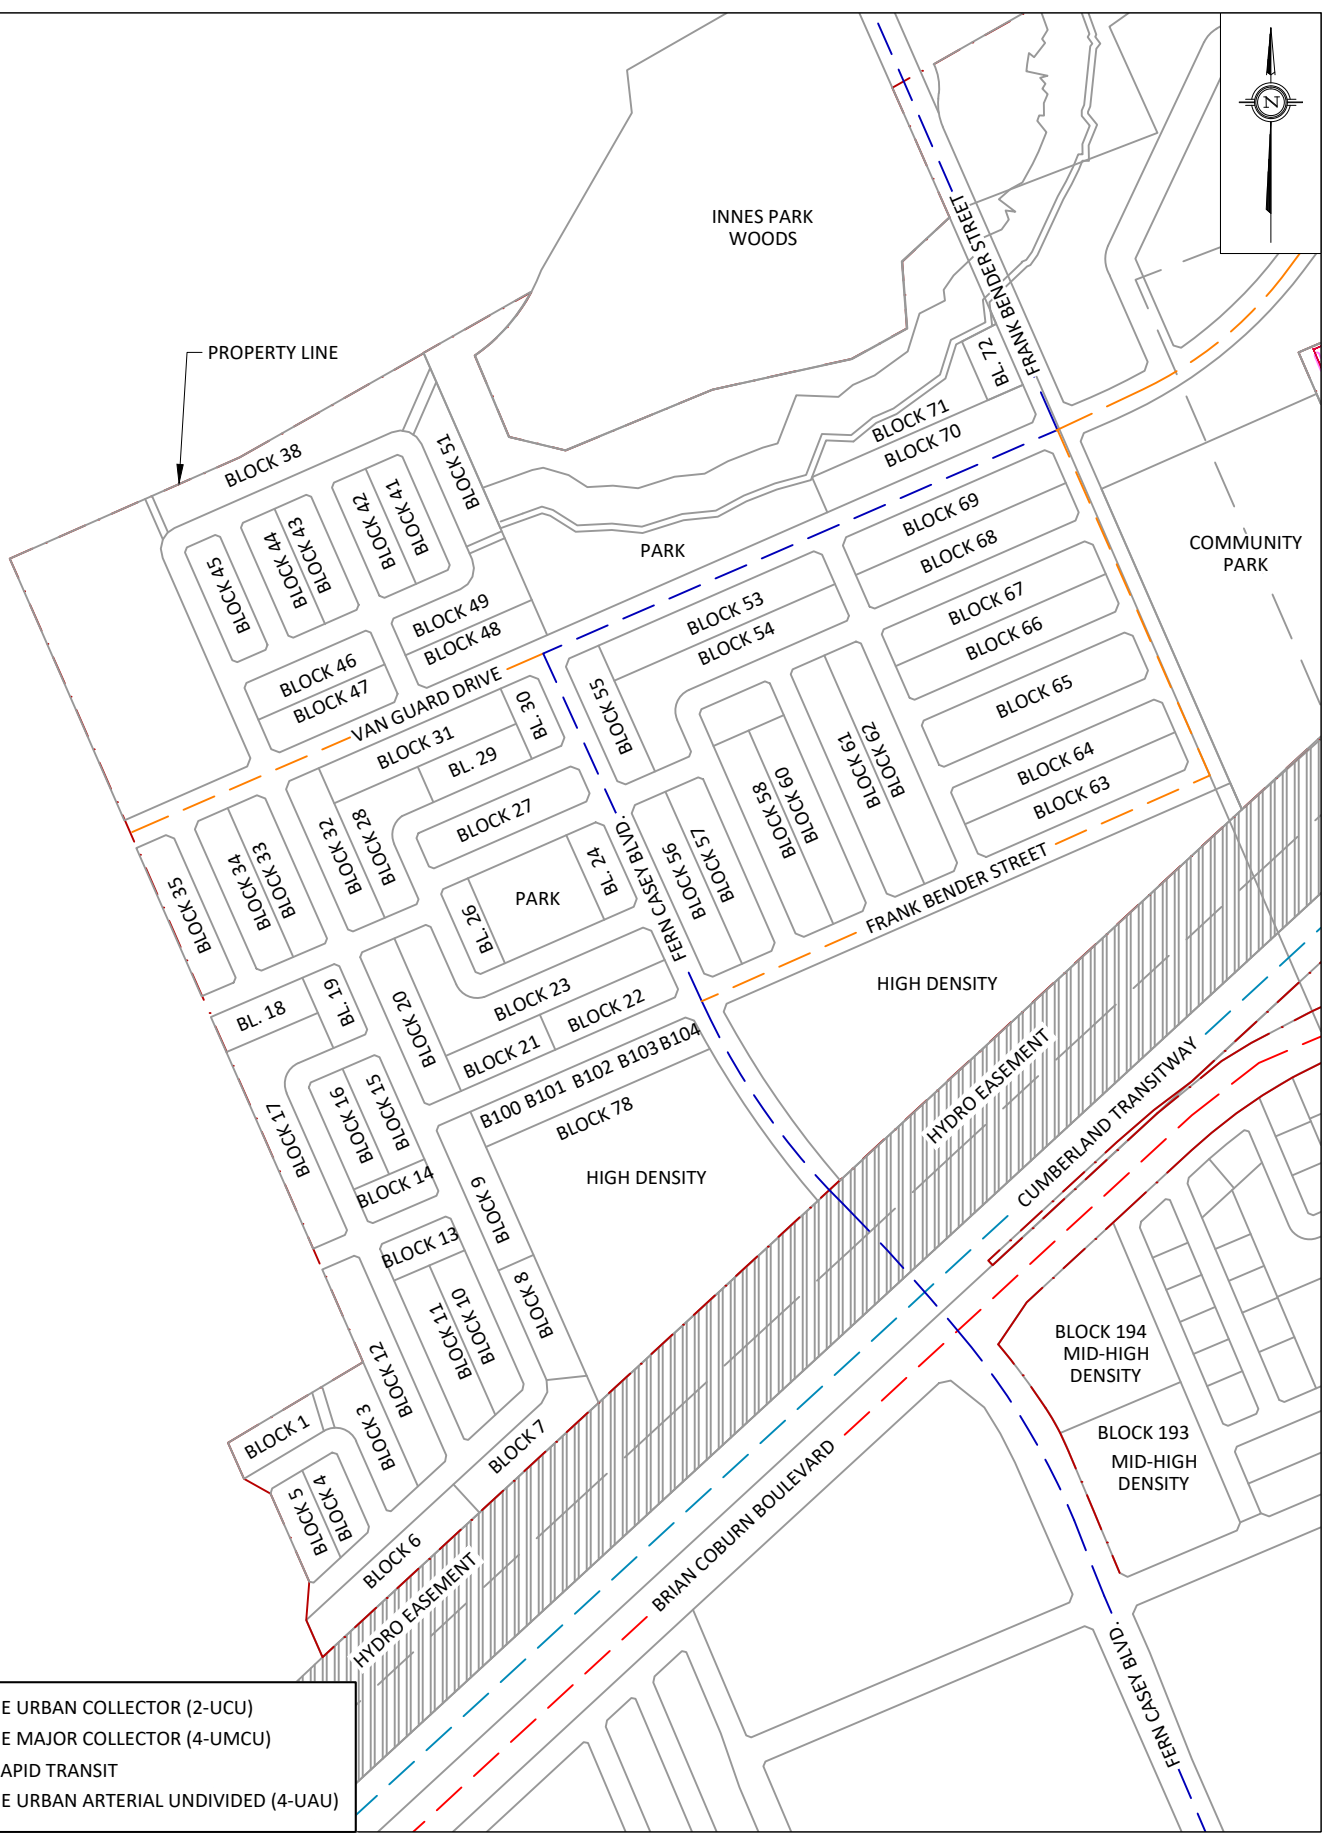 N
INNES PARK
WOODS
FRANK BENDER STREET
PROPERTY LINE
BL. 72
BLOCK 71
BLOCK 70
BLOCK 38
BLOCK 51
BLOCK 41
BLOCK 42
BLOCK 43
BLOCK 44
BLOCK 45
BLOCK 69
BLOCK 68
PARK
COMMUNITY
PARK
BLOCK 67
BLOCK 66
BLOCK 53
BLOCK 54
BLOCK 49
BLOCK 48
BLOCK 46
BLOCK 47
VAN GUARD DRIVE
BLOCK 65
BLOCK 55
BL. 30
BLOCK 31
BL. 29
BLOCK 64
BLOCK 63
BLOCK 62
BLOCK 61
BLOCK 60
BLOCK 58
BLOCK 57
BLOCK 56
FERN CASEY BLVD.
BLOCK 27
BLOCK 28
BLOCK 32
BLOCK 33
BLOCK 34
BLOCK 35
BL. 24
PARK
BL. 26
FRANK BENDER STREET
BLOCK 23
BLOCK 22
BLOCK 21
BLOCK 20
BL. 19
BL. 18
HIGH DENSITY
B100 B101 B102 B103 B104
BLOCK 78
HIGH DENSITY
BLOCK 15
BLOCK 16
BLOCK 17
BLOCK 14
BLOCK 9
BLOCK 13
BLOCK 8
BLOCK 10
BLOCK 11
BLOCK 12
HYDRO EASEMENT
CUMBERLAND TRANSITWAY
BLOCK 194
MID-HIGH
DENSITY
BLOCK 193
MID-HIGH
DENSITY
BLOCK 1
BLOCK 3
BLOCK 4
BLOCK 5
BLOCK 7
BLOCK 6
BRIAN COBURN BOULEVARD
HYDRO EASEMENT
FERN CASEY BLVD.
E URBAN COLLECTOR (2-UCU)
E MAJOR COLLECTOR (4-UMCU)
APID TRANSIT
E URBAN ARTERIAL UNDIVIDED (4-UAU)